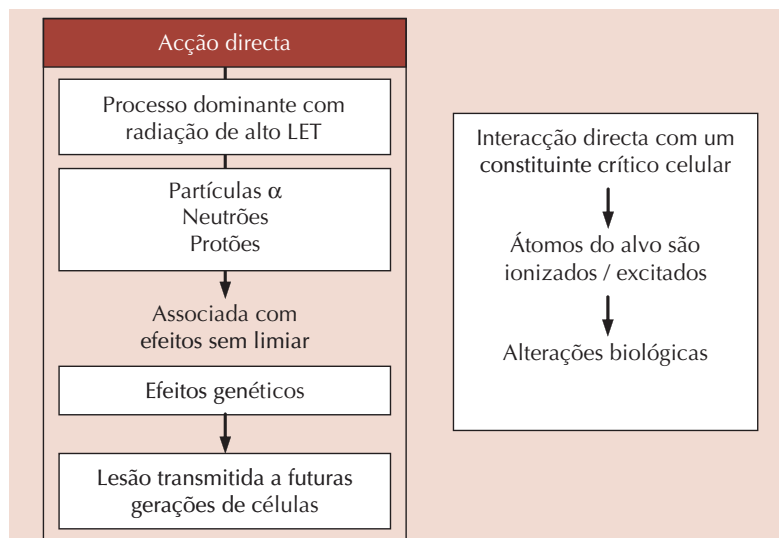 Acção directa
Processo dominante com
radiação de alto LET
Partículas α
Neutrões
Protões
Associada com
efeitos sem limiar
Efeitos genéticos
Lesão transmitida a futuras
gerações de células
Interacção directa com um
constituinte crítico celular
Átomos do alvo são
ionizados / excitados
Alterações biológicas